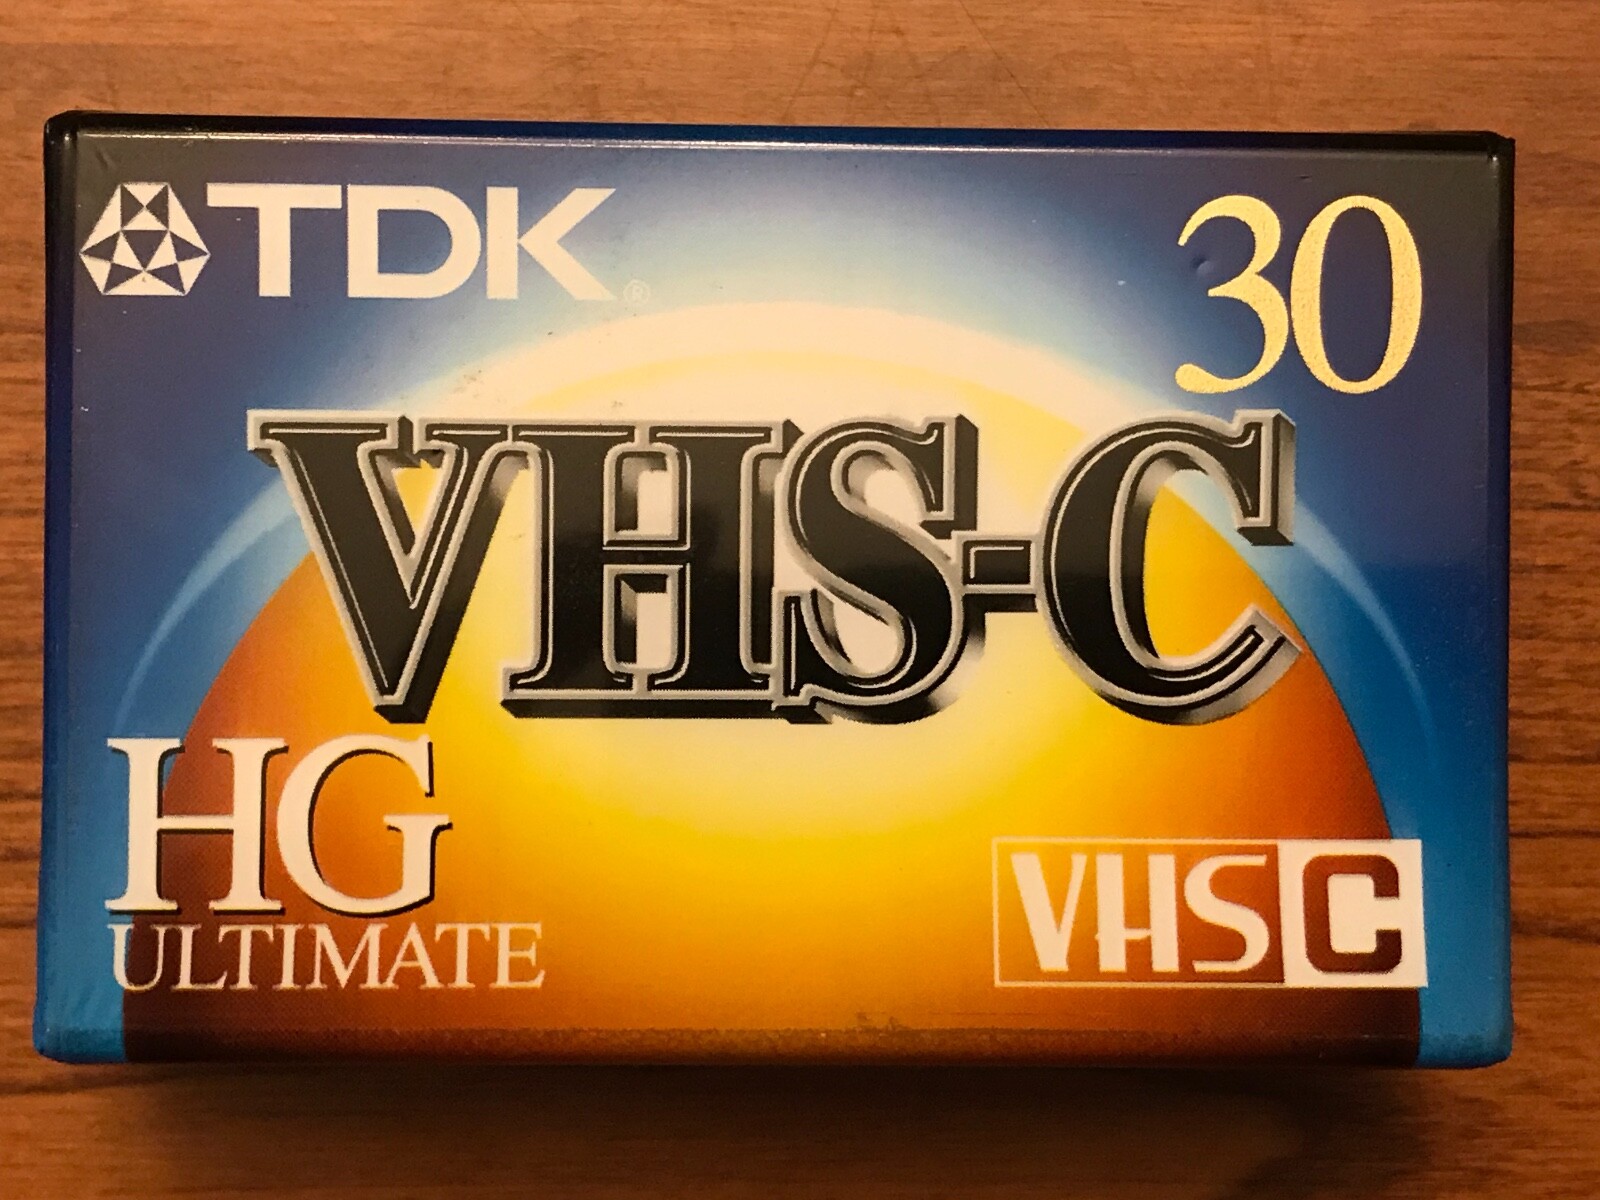 TDK®
30
VHS-C
HG
ULTIMATE
VHS C